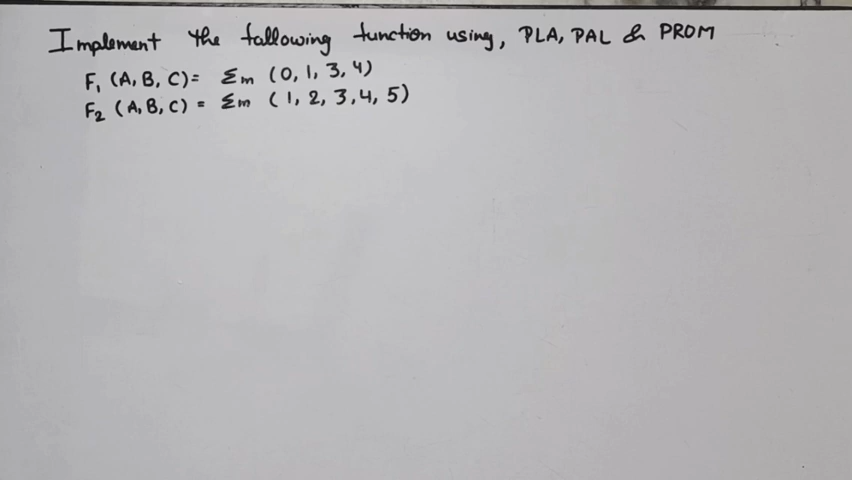 Implement the fallowing function using, PLA, PAL & PROM
F₁ (A, B, C) = Σm (0, 1, 3, 4)
F₂ (A, B, C) = Σm (1, 2, 3, 4, 5)